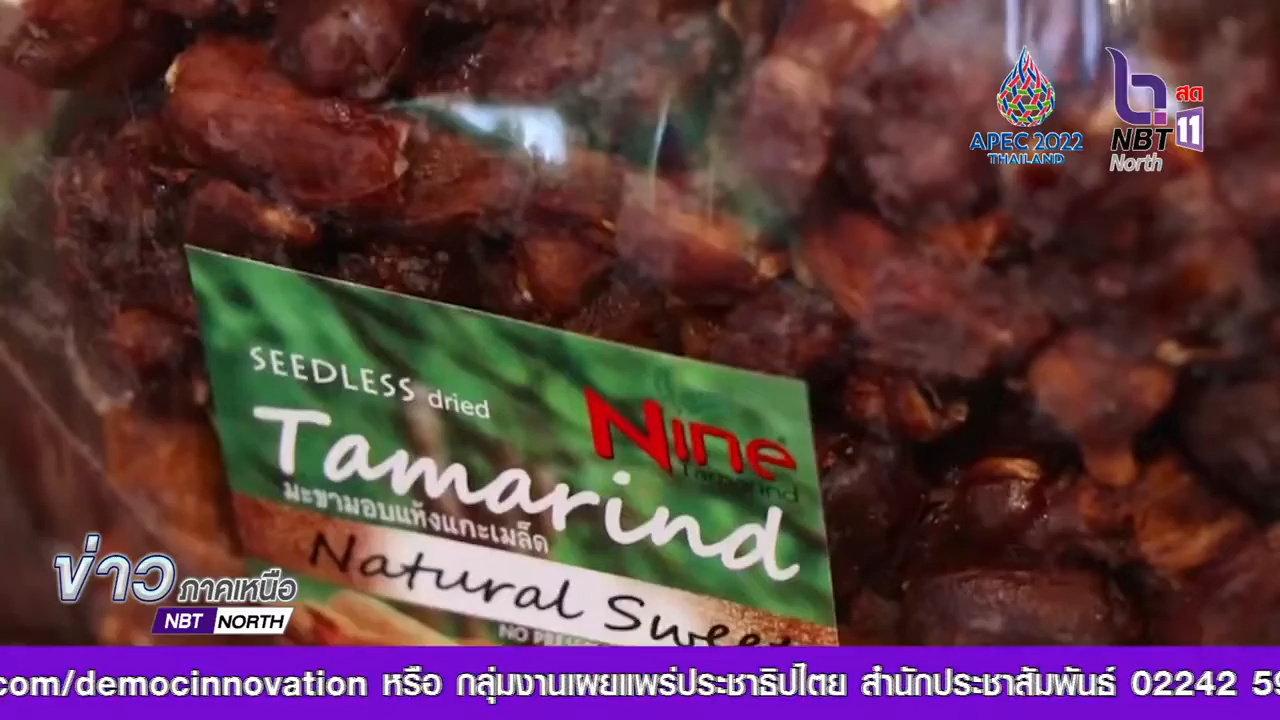 APEC 2022
THAILAND
สด
NBT 11
North
SEEDLESS dried
Nine
Tamarind
Tamarind
มะขามอบแห้งแกะเมล็ด
Natural Sweet
NO
ข่าว
ภาคเหนือ
NBT NORTH
com/democinnovation หรือ กลุ่มงานเผยแพร่ประชาธิปไตย สำนักประชาสัมพันธ์ 02242 59